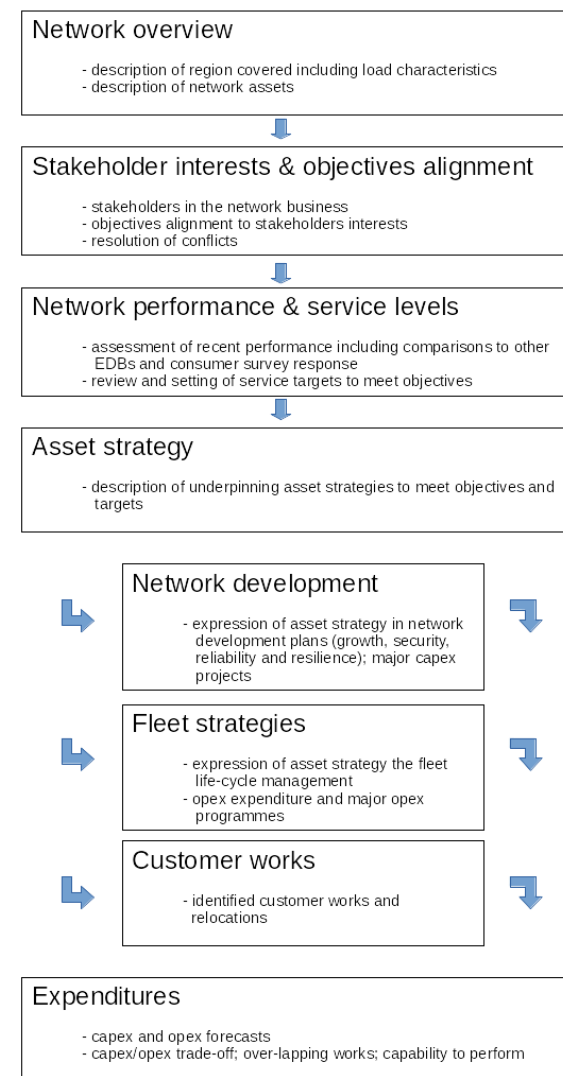 Network overview
- description of region covered including load characteristics
- description of network assets
Stakeholder interests & objectives alignment
- stakeholders in the network business
- objectives alignment to stakeholders interests
- resolution of conflicts
Network performance & service levels
- assessment of recent performance including comparisons to other
EDBs and consumer survey response
- review and setting of service targets to meet objectives
Asset strategy
- description of underpinning asset strategies to meet objectives and
targets
Network development
- expression of asset strategy in network
development plans (growth, security,
reliability and resilience); major capex
projects
Fleet strategies
- expression of asset strategy the fleet
life-cycle management
- opex expenditure and major opex
programmes
Customer works
- identified customer works and
relocations
Expenditures
- capex and opex forecasts
- capex/opex trade-off; over-lapping works; capability to perform